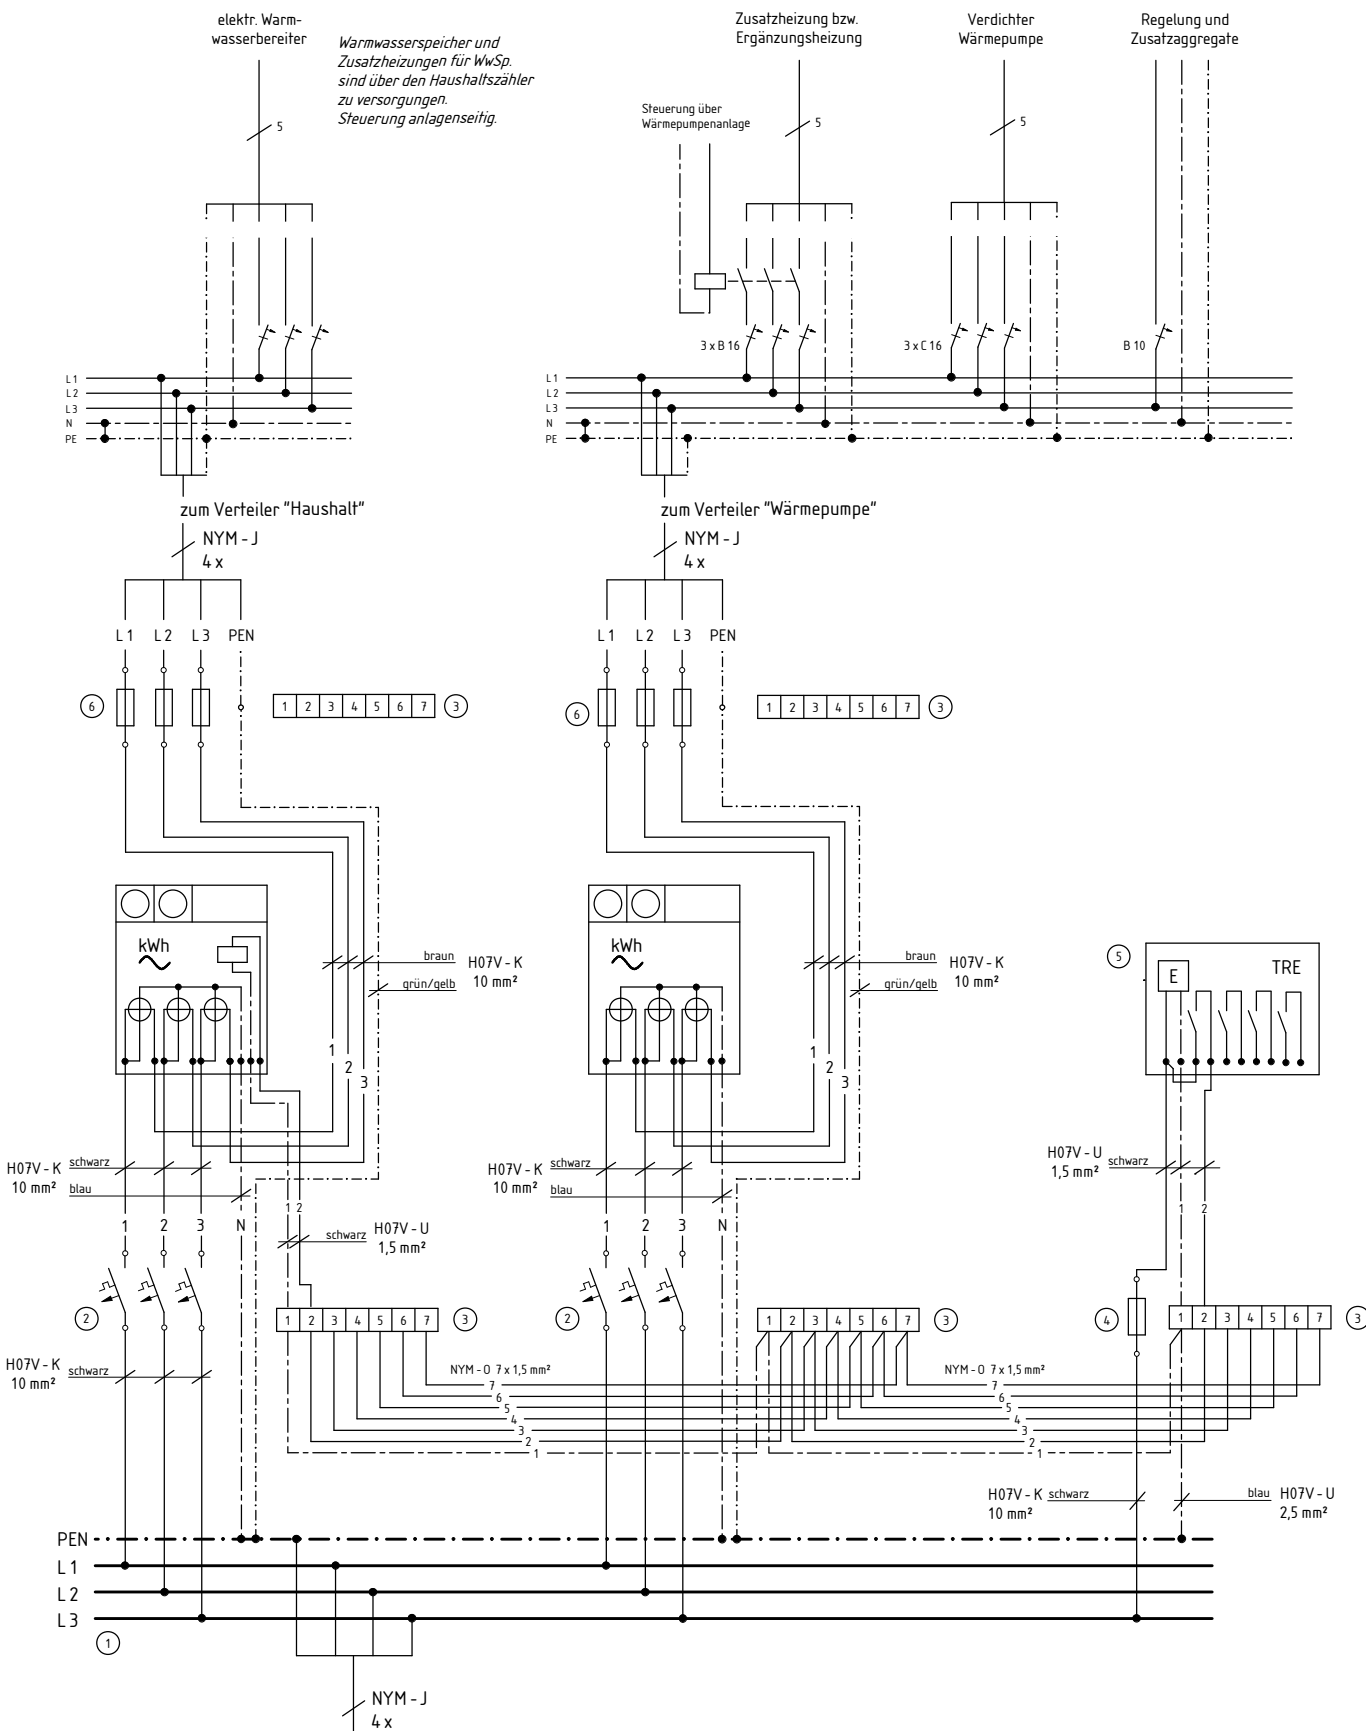 elektr. Warm-
wasserbereiter
Warmwasserspeicher und
Zusatzheizungen für WwSp.
sind über den Haushaltszähler
zu versorgungen.
Steuerung anlagenseitig.
Zusatzheizung bzw.
Ergänzungsheizung
Verdichter
Wärmepumpe
Regelung und
Zusatzaggregate
Steuerung über
Wärmepumpenanlage
5
5
5
3 x B 16
3 x C 16
B 10
L1
L2
L3
N
PE
L1
L2
L3
N
PE
zum Verteiler "Haushalt"
zum Verteiler "Wärmepumpe"
NYM - J
4 x
NYM - J
4 x
L 1 L 2 L 3 PEN
L 1 L 2 L 3 PEN
6
1 2 3 4 5 6 7
3
6
1 2 3 4 5 6 7
3
kWh
braun
grün/gelb
H07V - K
10 mm²
kWh
braun
grün/gelb
H07V - K
10 mm²
5
E
TRE
1
2
3
1
2
3
H07V - K
10 mm²
schwarz
blau
H07V - K
10 mm²
schwarz
blau
H07V - U
1,5 mm²
schwarz
1 2
1 2
1 2 3 N
schwarz
H07V - U
1,5 mm²
1 2 3 N
2
1 2 3 4 5 6 7
3
2
1 2 3 4 5 6 7
3
4
1 2 3 4 5 6 7
3
H07V - K
10 mm²
schwarz
NYM - O 7 x 1,5 mm²
7
6
5
4
3
2
1
NYM - O 7 x 1,5 mm²
7
6
5
4
3
2
1
H07V - K
10 mm²
schwarz
blau
H07V - U
2,5 mm²
PEN
L 1
L 2
L 3
1
NYM - J
4 x